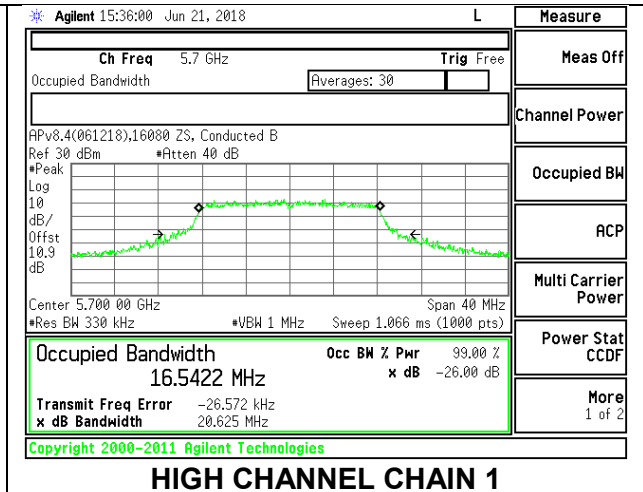 Agilent 15:36:00 Jun 21, 2018 L
Measure
Ch Freq 5.7 GHz Trig Free
Occupied Bandwidth Averages: 30
Meas Off
Channel Power
APv8.4(061218),16080 ZS, Conducted B
Ref 30 dBm #Atten 40 dB
#Peak
Log
10
dB/
Offst
10.9
dB
Occupied BW
ACP
Multi Carrier
Power
Center 5.700 00 GHz Span 40 MHz
#Res BW 330 kHz #VBW 1 MHz Sweep 1.066 ms (1000 pts)
Power Stat
CCDF
Occupied Bandwidth Occ BW % Pwr 99.00 %
16.5422 MHz x dB -26.00 dB
Transmit Freq Error -26.572 kHz
x dB Bandwidth 20.625 MHz
More
1 of 2
Copyright 2000-2011 Agilent Technologies
HIGH CHANNEL CHAIN 1